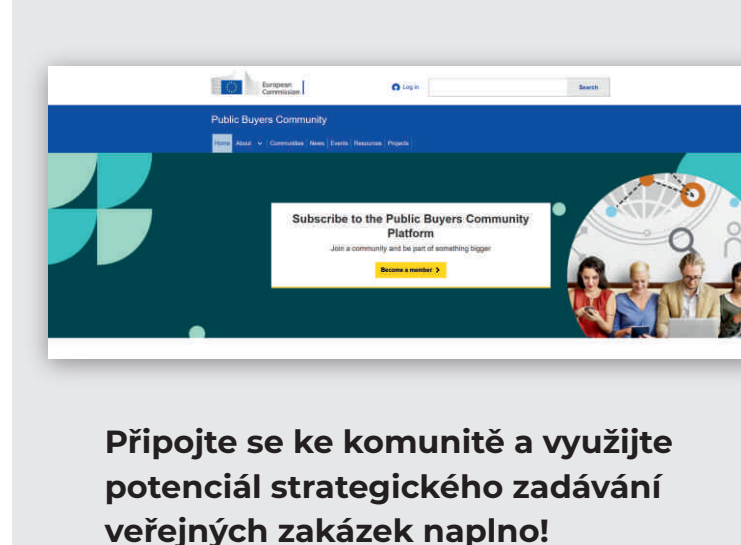 European
Commission
Log in
Search
Public Buyers Community
Home About Communities News Events Resources Projects
Subscribe to the Public Buyers Community
Platform
Join a community and be part of something bigger
Become a member
Připojte se ke komunitě a využijte
potenciál strategického zadávání
veřejných zakázek naplno!